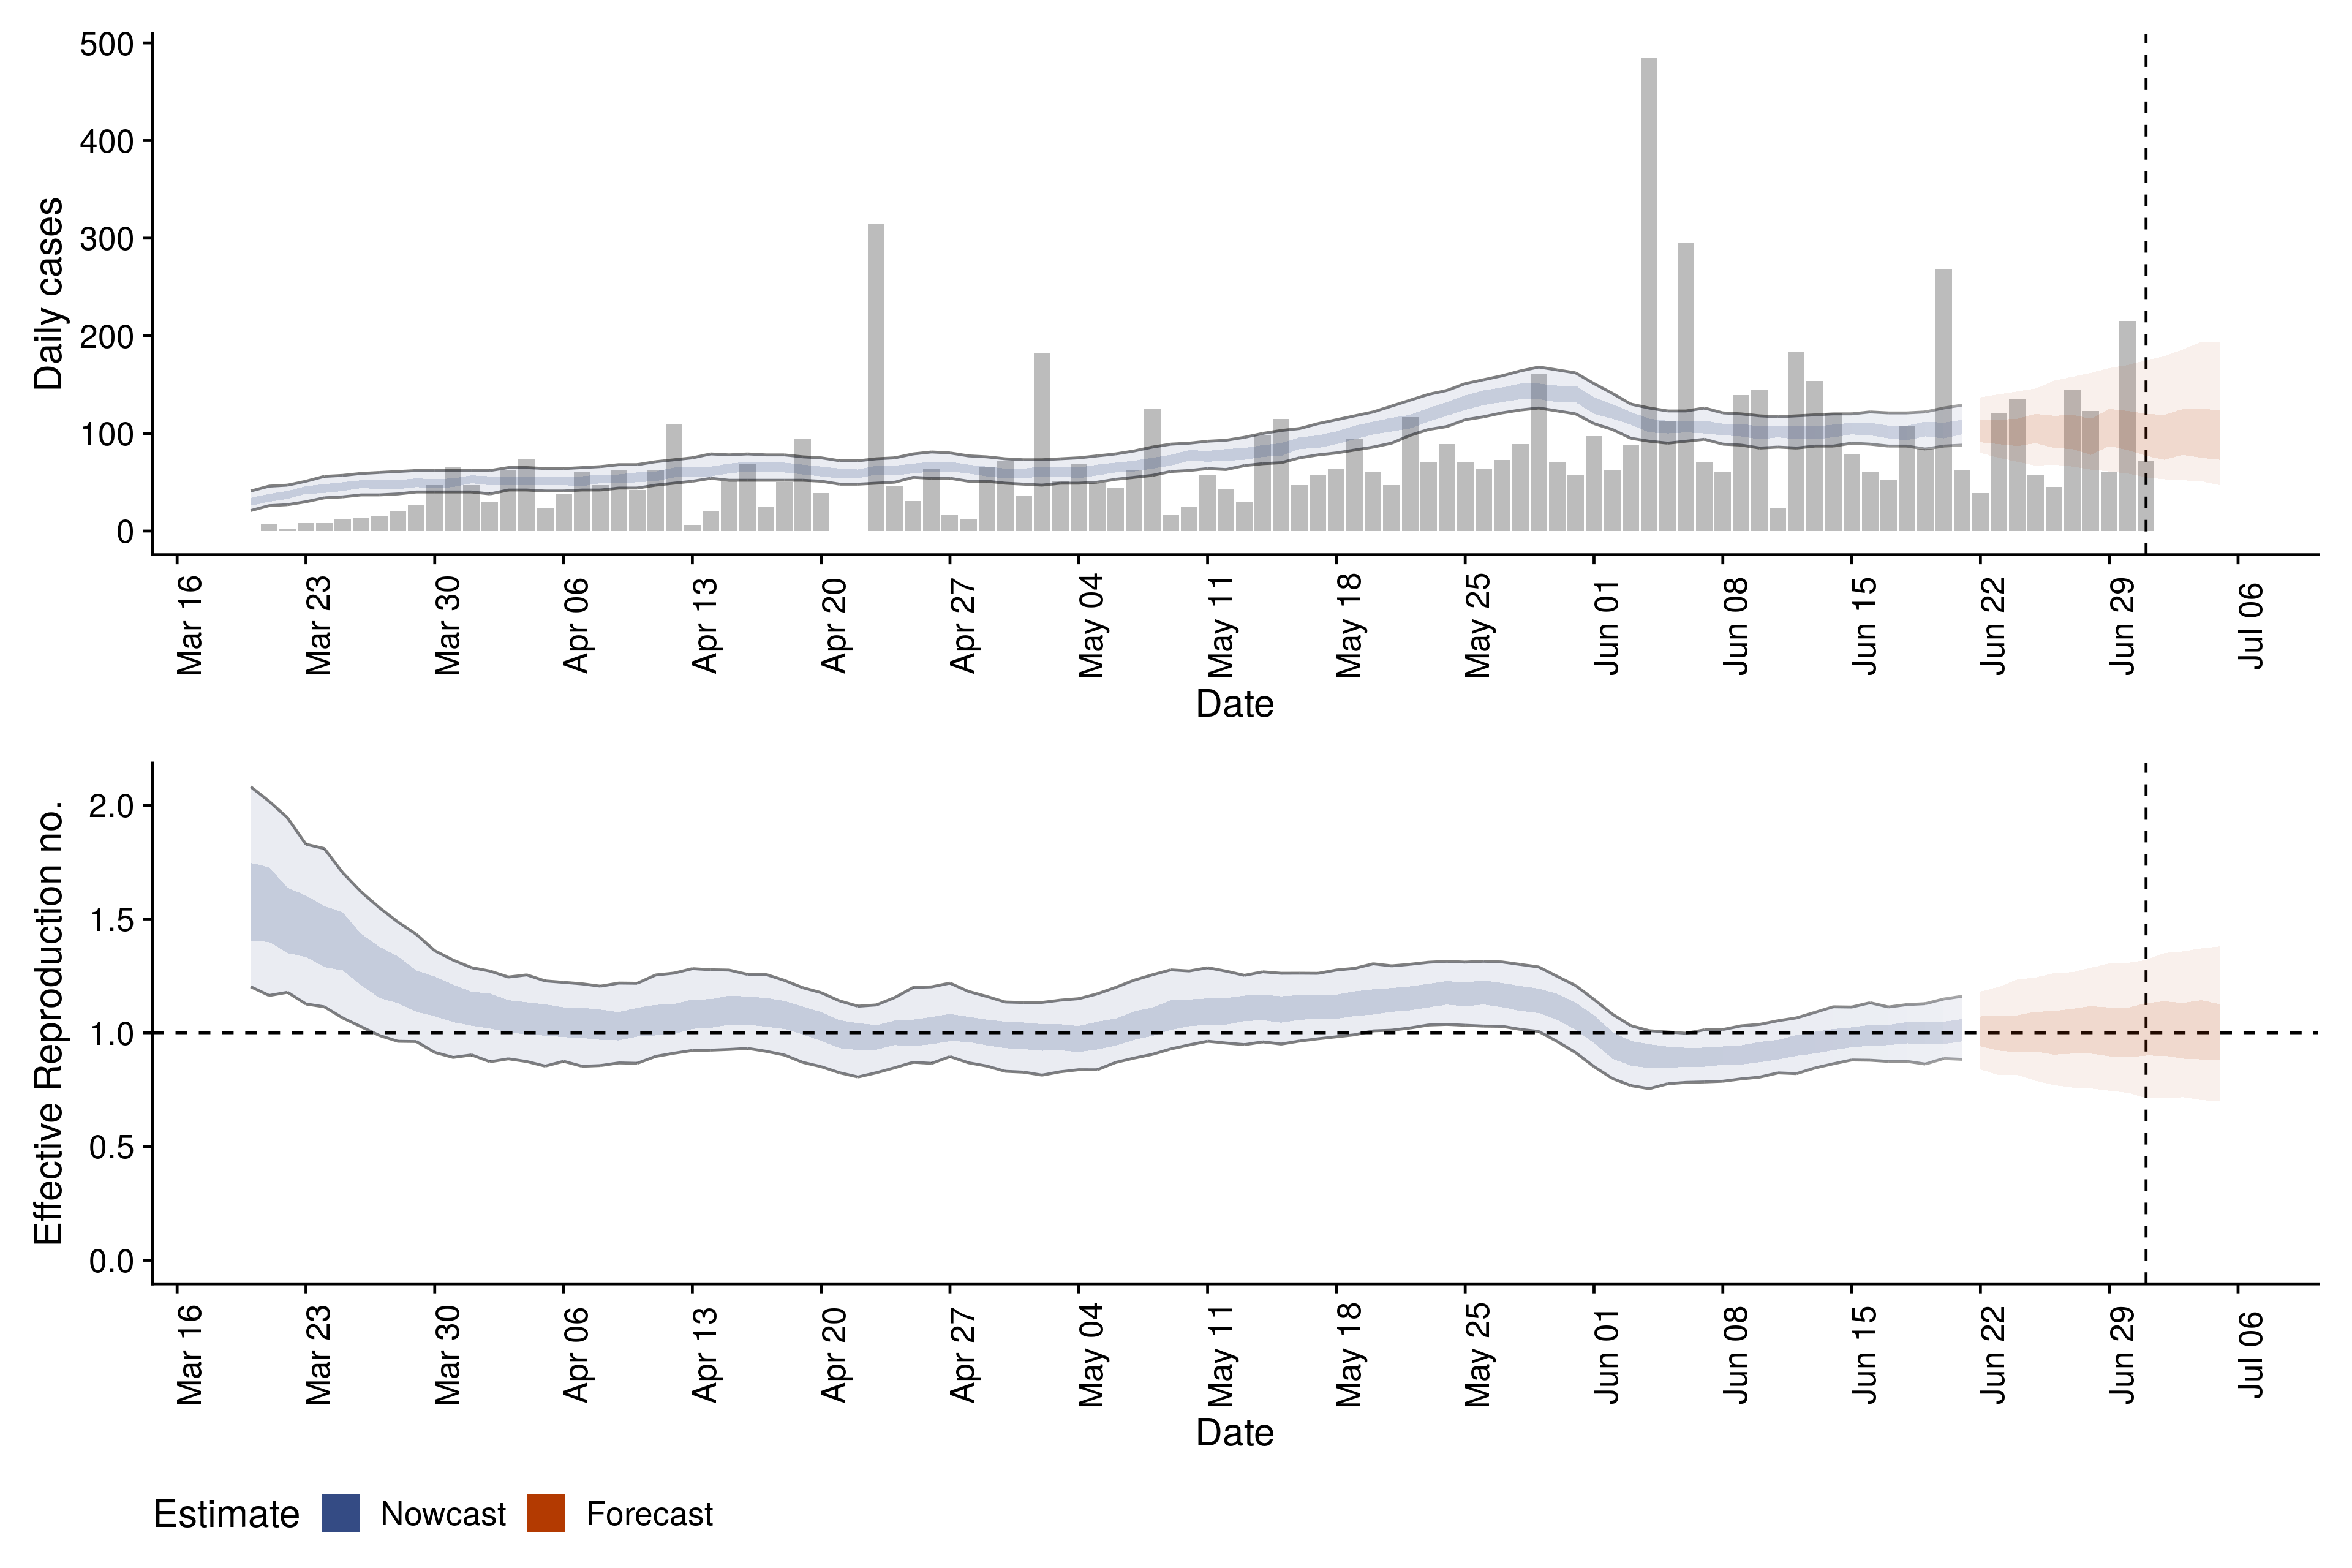 500
400
300
200
100
0
Daily cases
Mar 16
Mar 23
Mar 30
Apr 06
Apr 13
Apr 20
Apr 27
May 04
May 11
May 18
May 25
Jun 01
Jun 08
Jun 15
Jun 22
Jun 29
Jul 06
Date
2.0
1.5
1.0
0.5
0.0
Effective Reproduction no.
Mar 16
Mar 23
Mar 30
Apr 06
Apr 13
Apr 20
Apr 27
May 04
May 11
May 18
May 25
Jun 01
Jun 08
Jun 15
Jun 22
Jun 29
Jul 06
Date
Estimate Nowcast Forecast